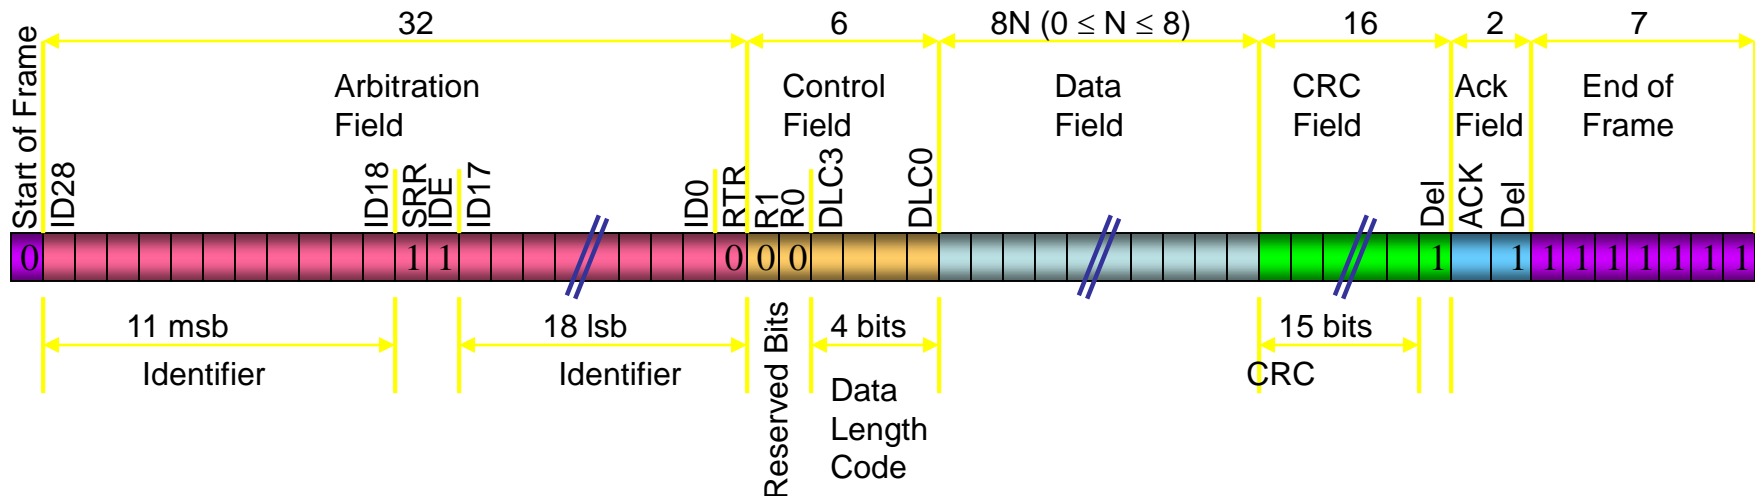 32 6 8N (0 ≤ N ≤ 8) 16 2 7
Start of Frame
Arbitration
Field
Control
Field
Data
Field
CRC
Field
Ack
Field
End of
Frame
ID28 ID18 SRR IDE ID17 ID0 RTR R1 R0 DLC3 DLC0 Del ACK Del
0 1 1 0 0 0 1 1 1 1 1 1 1 1 1
11 msb
Identifier
18 lsb
Identifier
Reserved Bits
4 bits
Data
Length
Code
15 bits
CRC